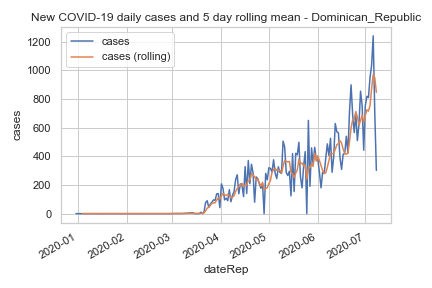 New COVID-19 daily cases and 5 day rolling mean - Dominican_Republic
cases
cases (rolling)
1200
1000
800
600
400
200
0
cases
2020-01
2020-02
2020-03
2020-04
2020-05
2020-06
2020-07
dateRep